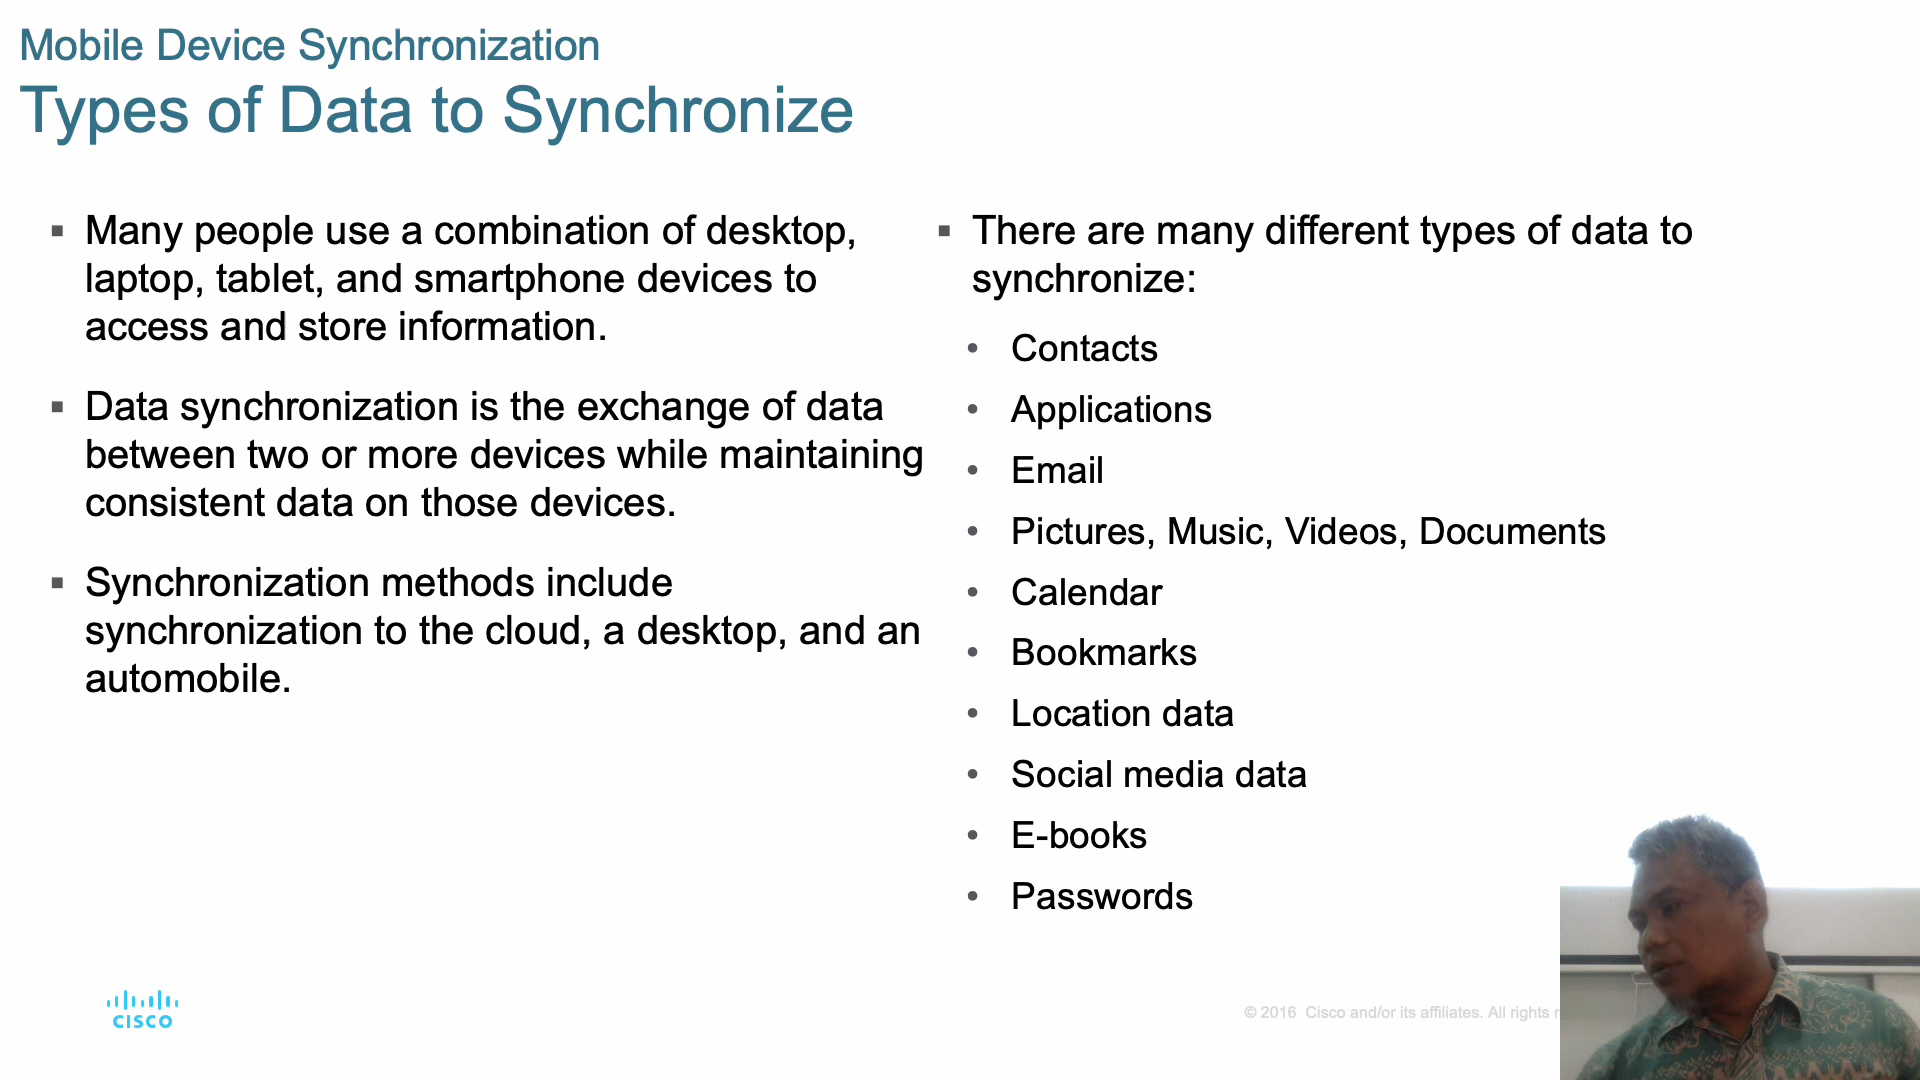 Mobile Device Synchronization
Types of Data to Synchronize
▪ Many people use a combination of desktop,
laptop, tablet, and smartphone devices to
access and store information.
▪ Data synchronization is the exchange of data
between two or more devices while maintaining
consistent data on those devices.
▪ Synchronization methods include
synchronization to the cloud, a desktop, and an
automobile.
▪ There are many different types of data to
synchronize:
• Contacts
• Applications
• Email
• Pictures, Music, Videos, Documents
• Calendar
• Bookmarks
• Location data
• Social media data
• E-books
• Passwords
CISCO
© 2016 Cisco and/or its affiliates. All rights